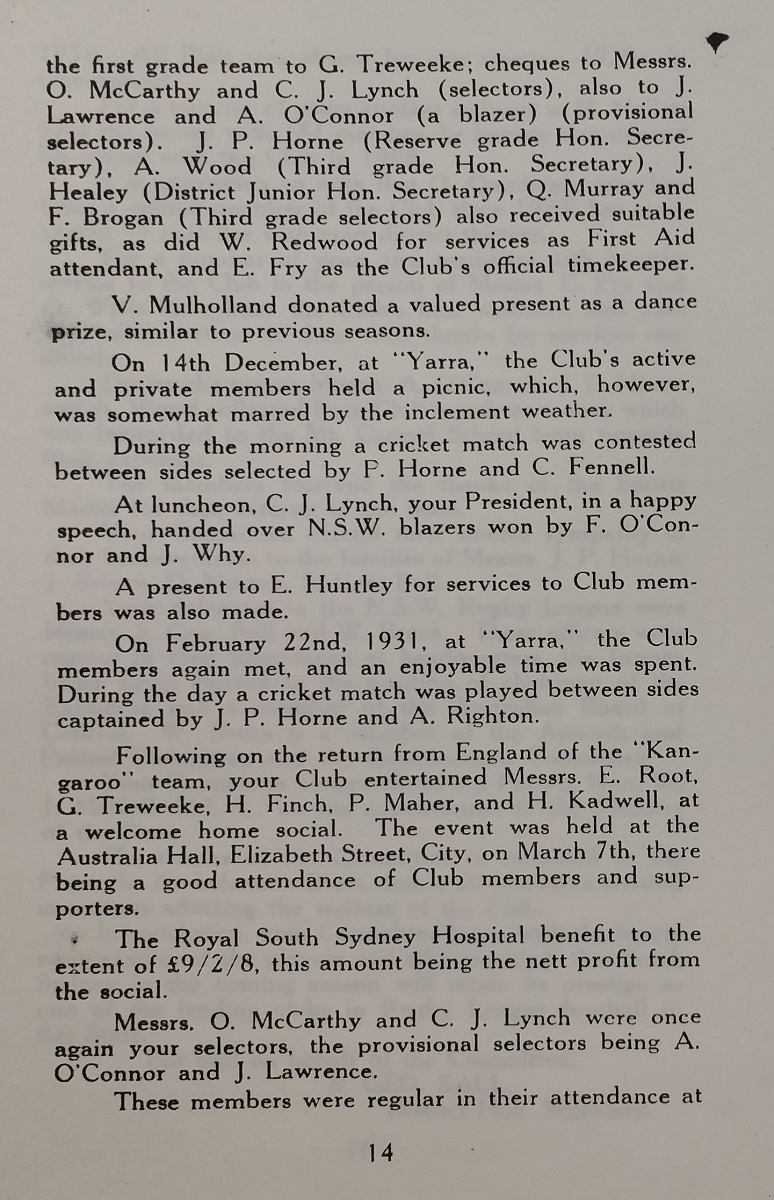 the first grade team to G. Treweeke; cheques to Messrs.
O. McCarthy and C. J. Lynch (selectors), also to J.
Lawrence and A. O'Connor (a blazer) (provisional
selectors). J. P. Horne (Reserve grade Hon. Secre-
tary), A. Wood (Third grade Hon. Secretary), J.
Healey (District Junior Hon. Secretary), Q. Murray and
F. Brogan (Third grade selectors) also received suitable
gifts, as did W. Redwood for services as First Aid
attendant, and E. Fry as the Club's official timekeeper.
V. Mulholland donated a valued present as a dance
prize, similar to previous seasons.
On 14th December, at "Yarra," the Club's active
and private members held a picnic, which, however,
was somewhat marred by the inclement weather.
During the morning a cricket match was contested
between sides selected by P. Horne and C. Fennell.
At luncheon, C. J. Lynch, your President, in a happy
speech, handed over N.S.W. blazers won by F. O'Con-
nor and J. Why.
A present to E. Huntley for services to Club mem-
bers was also made.
On February 22nd, 1931, at "Yarra," the Club
members again met, and an enjoyable time was spent.
During the day a cricket match was played between sides
captained by J. P. Horne and A. Righton.
Following on the return from England of the "Kan-
garoo" team, your Club entertained Messrs. E. Root,
G. Treweeke, H. Finch, P. Maher, and H. Kadwell, at
a welcome home social. The event was held at the
Australia Hall, Elizabeth Street, City, on March 7th, there
being a good attendance of Club members and sup-
porters.
The Royal South Sydney Hospital benefit to the
extent of £9/2/8, this amount being the nett profit from
the social.
Messrs. O. McCarthy and C. J. Lynch were once
again your selectors, the provisional selectors being A.
O'Connor and J. Lawrence.
These members were regular in their attendance at
14